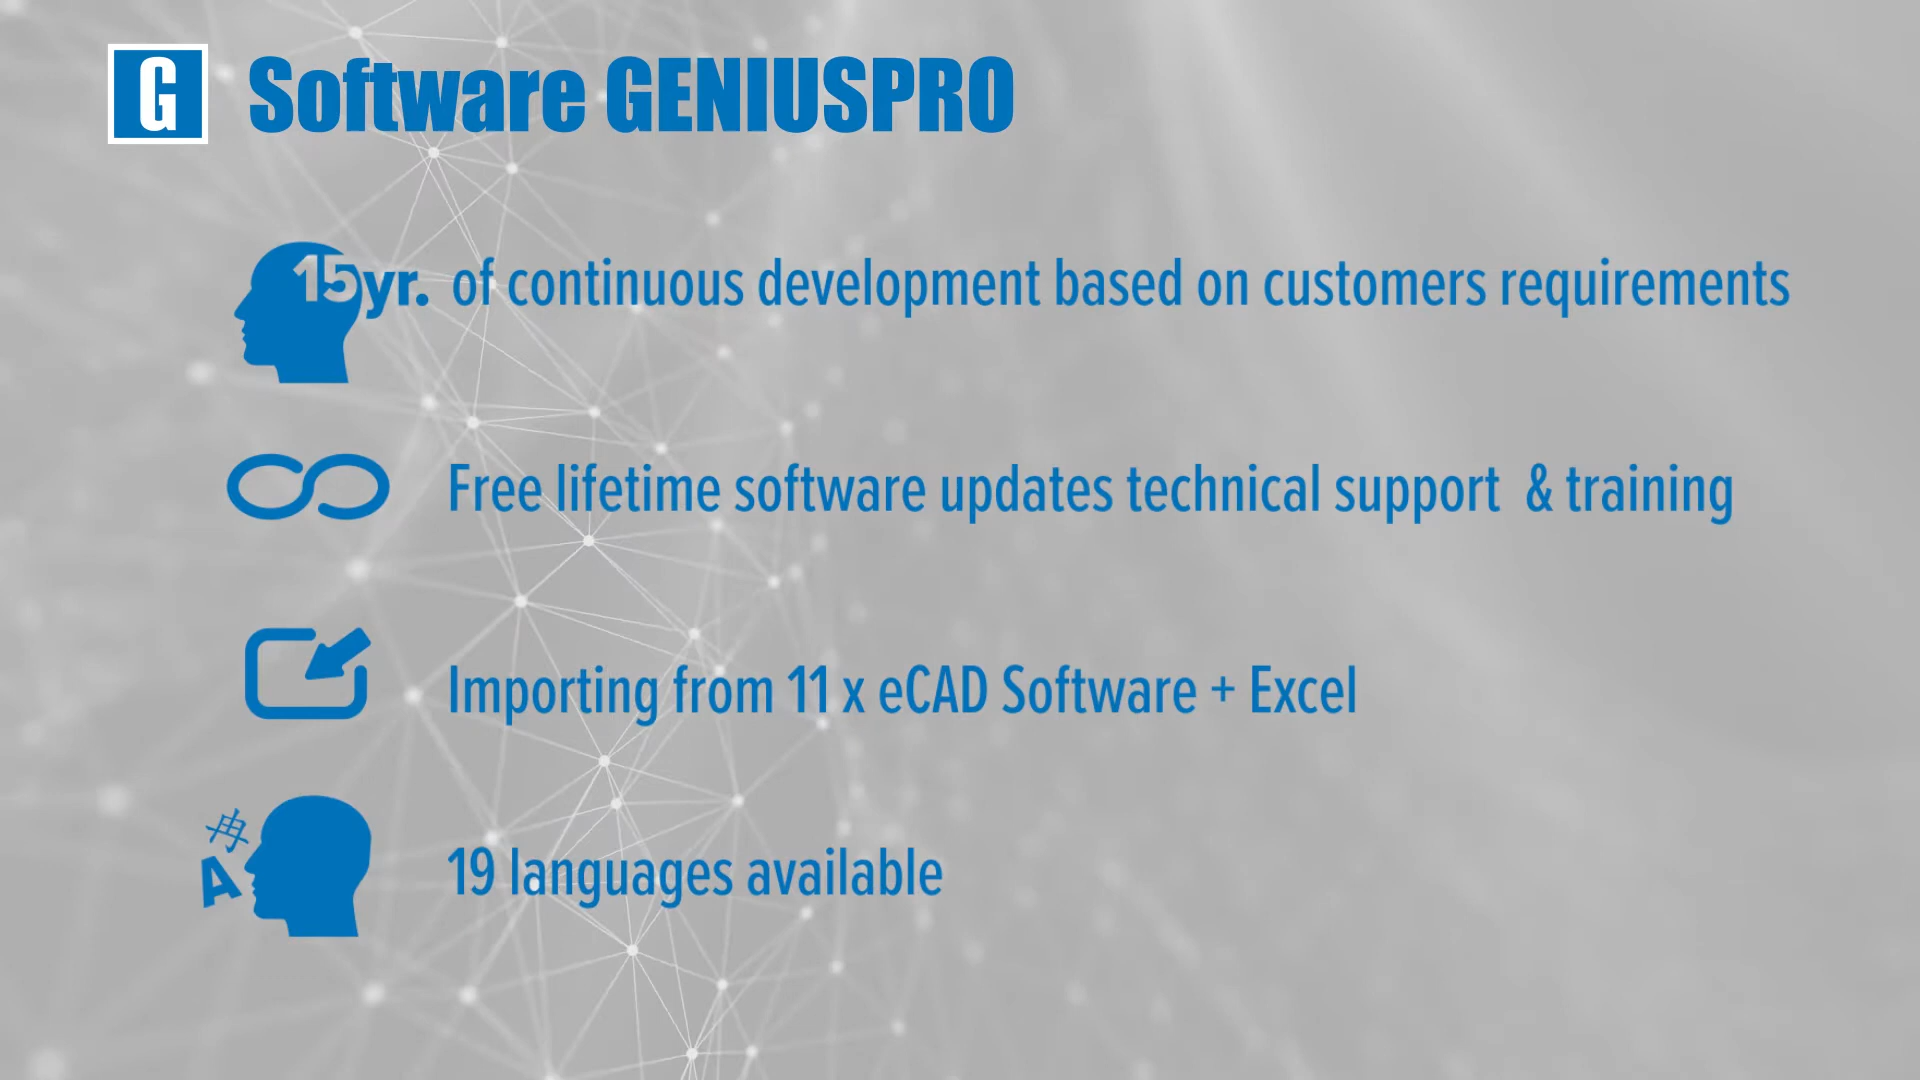 G Software GENIUSPRO
15yr. of continuous development based on customers requirements
Free lifetime software updates technical support & training
Importing from 11 x eCAD Software + Excel
冉
A
19 languages available